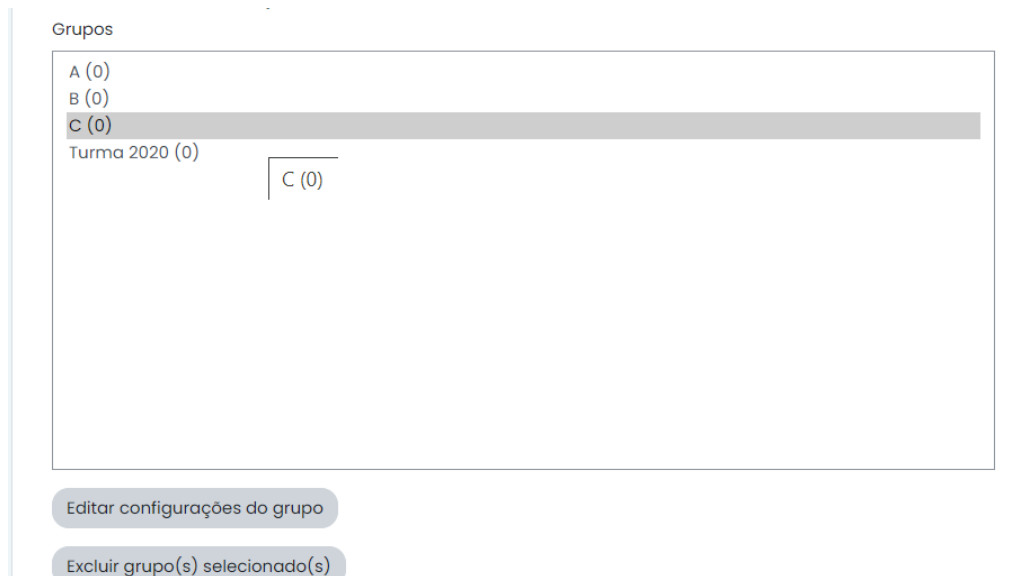 Grupos
A (0)
B (0)
C (0)
Turma 2020 (0)
C (0)
Editar configurações do grupo
Excluir grupo(s) selecionado(s)